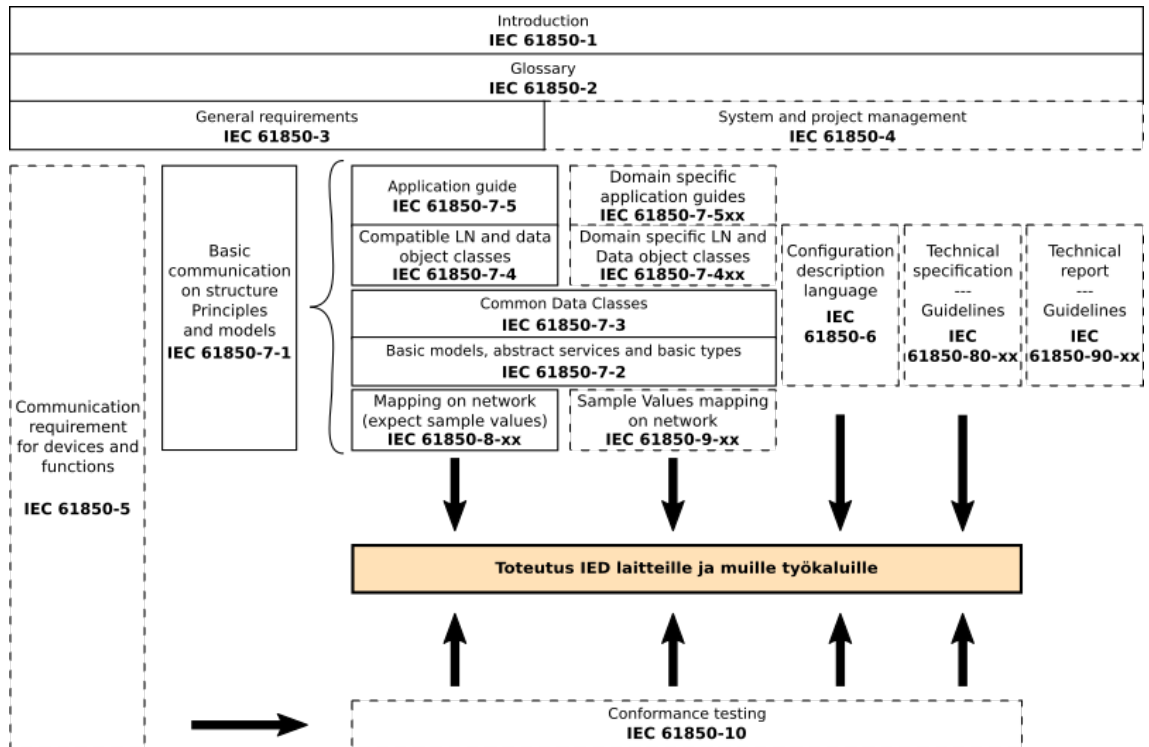 Introduction
IEC 61850-1
Glossary
IEC 61850-2
General requirements
IEC 61850-3
System and project management
IEC 61850-4
Communication
requirement
for devices and
functions
IEC 61850-5
Basic
communication
on structure
Principles
and models
IEC 61850-7-1
Application guide
IEC 61850-7-5
Domain specific
application guides
IEC 61850-7-5xx
Compatible LN and data
object classes
IEC 61850-7-4
Domain specific LN and
Data object classes
IEC 61850-7-4xx
Common Data Classes
IEC 61850-7-3
Basic models, abstract services and basic types
IEC 61850-7-2
Mapping on network
(expect sample values)
IEC 61850-8-xx
Sample Values mapping
on network
IEC 61850-9-xx
Configuration
description
language
IEC
61850-6
Technical
specification
---
Guidelines
IEC
61850-80-xx
Technical
report
---
Guidelines
IEC
61850-90-xx
Toteutus IED laitteille ja muille työkaluille
Conformance testing
IEC 61850-10